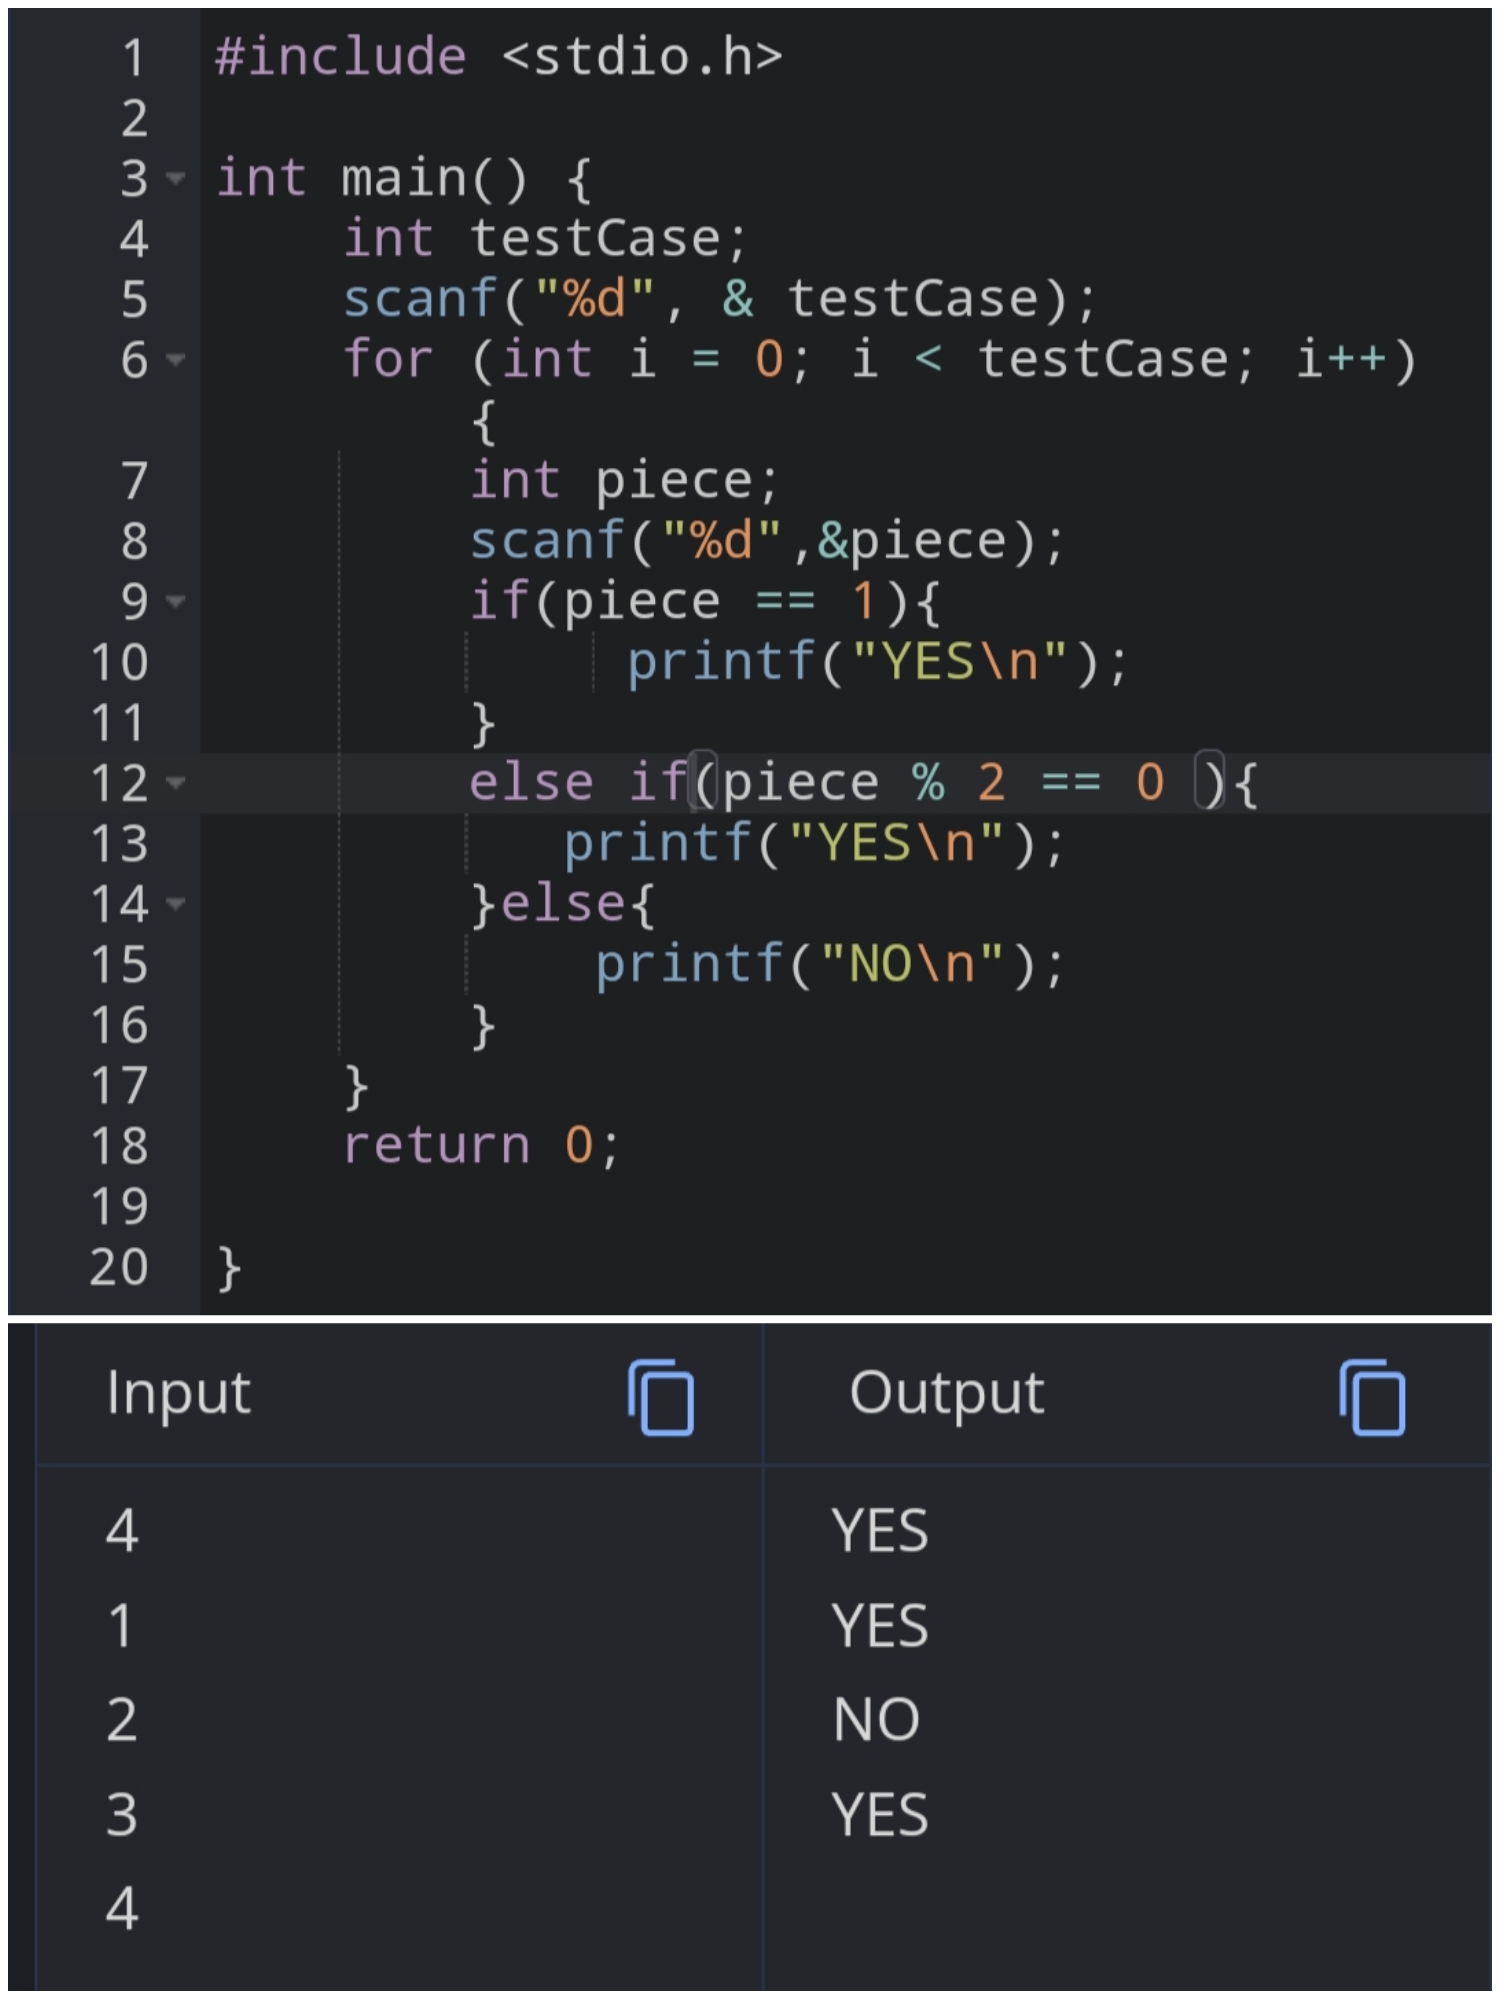 1 #include <stdio.h>
2
3 int main() {
4     int testCase;
5     scanf("%d", & testCase);
6     for (int i = 0; i < testCase; i++)
        {
7         int piece;
8         scanf("%d",&piece);
9         if(piece == 1){
10             printf("YES\n");
11         }
12         else if(piece % 2 == 0 ){
13            printf("YES\n");
14         }else{
15             printf("NO\n");
16         }
17     }
18     return 0;
19
20 }
Input Output
4 YES
1 YES
2 NO
3 YES
4